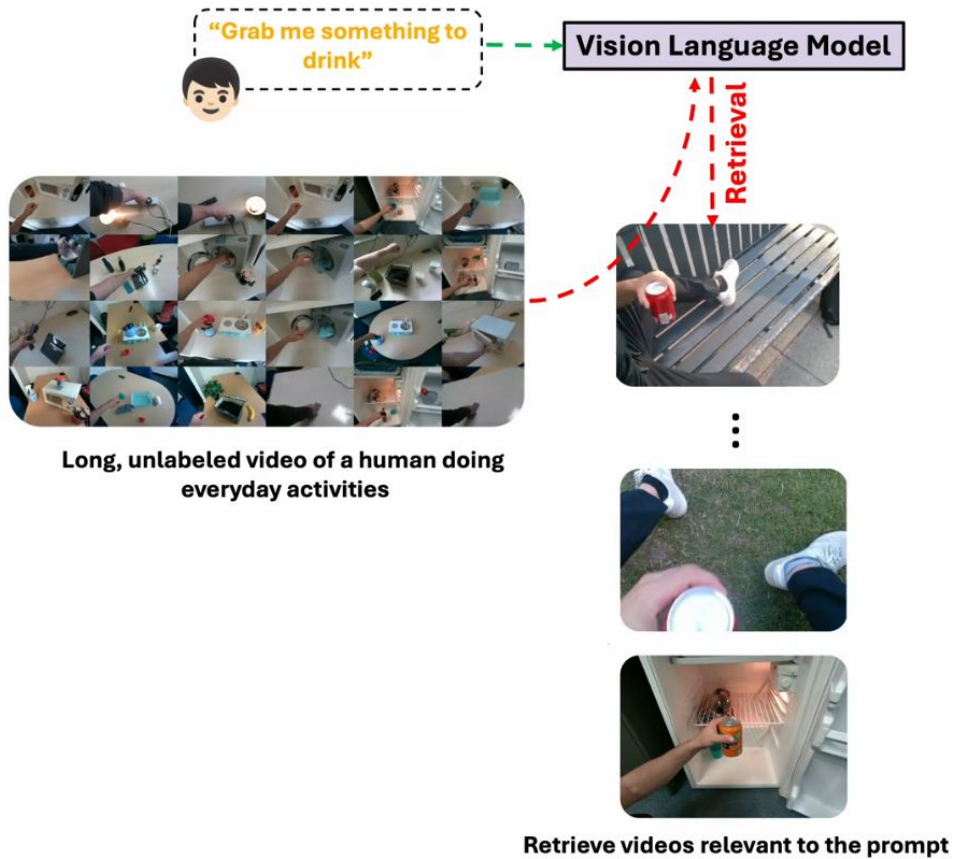 “Grab me something to
drink”
Vision Language Model
Retrieval
Long, unlabeled video of a human doing
everyday activities
Retrieve videos relevant to the prompt